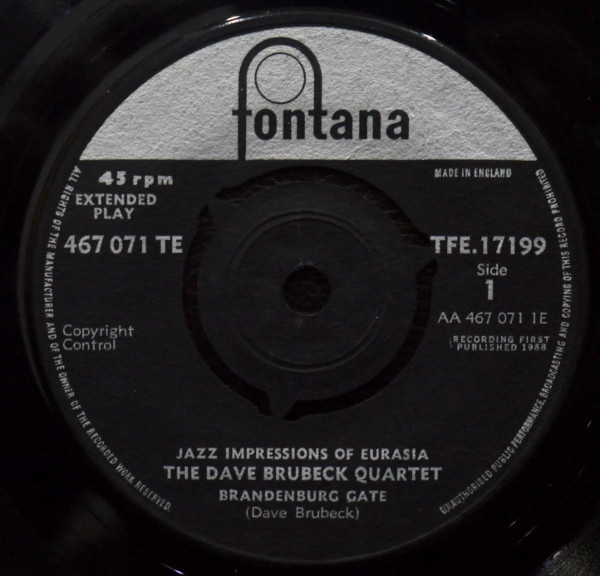 fontana
45 rpm
EXTENDED
PLAY
467 071 TE
MADE IN ENGLAND
TFE.17199
Side
1
AA 467 071 1E
RECORDING FIRST
PUBLISHED 1958
Copyright
Control
JAZZ IMPRESSIONS OF EURASIA
THE DAVE BRUBECK QUARTET
BRANDENBURG GATE
(Dave Brubeck)
ALL RIGHTS OF THE MANUFACTURER AND OF THE OWNER OF THE RECORDED WORK RESERVED.
UNAUTHORISED PUBLIC PERFORMANCE, BROADCASTING AND COPYING OF THIS RECORD PROHIBITED